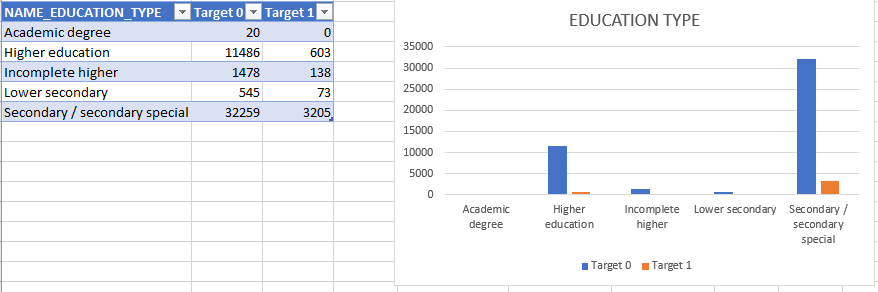 NAME_EDUCATION_TYPE Target 0 Target 1
Academic degree 20 0
Higher education 11486 603
Incomplete higher 1478 138
Lower secondary 545 73
Secondary / secondary special 32259 3205
EDUCATION TYPE
35000
30000
25000
20000
15000
10000
5000
0
Academic degree
Higher education
Incomplete higher
Lower secondary
Secondary / secondary special
Target 0 Target 1